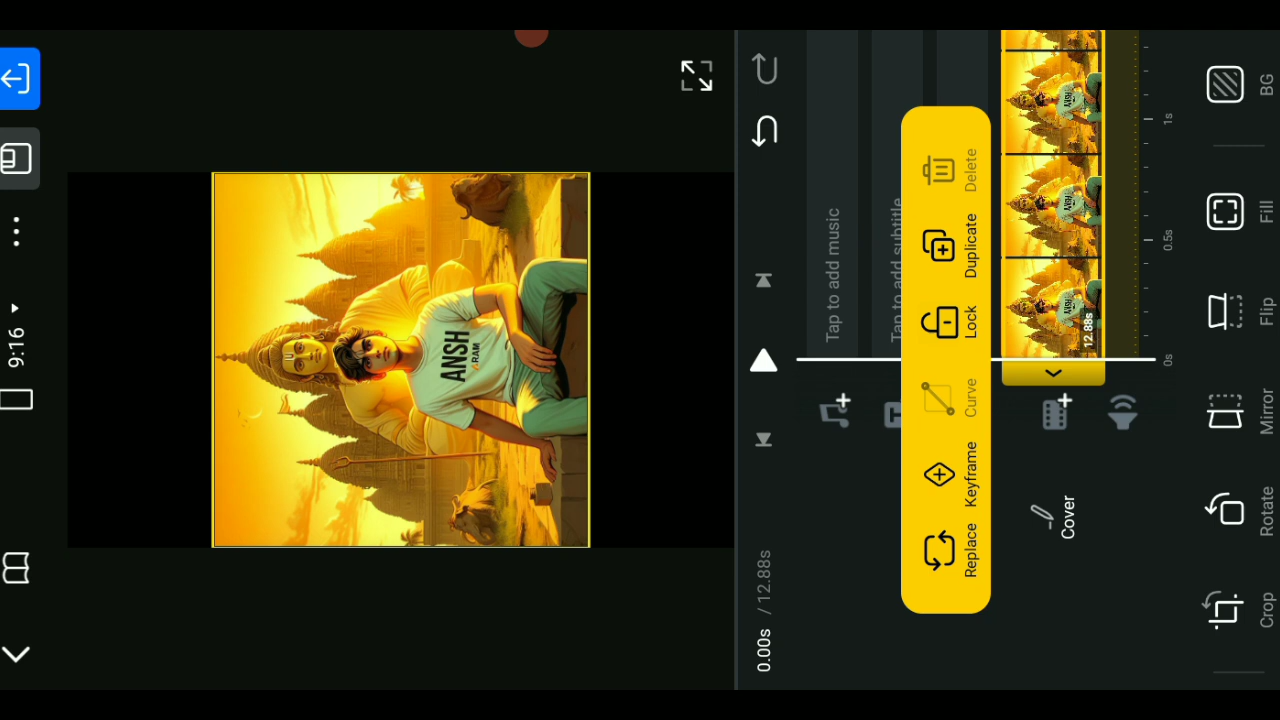 9:16
ANSH
RAM
0.00s / 12.88s
Tap to add music
Tap to add subtitle
Replace Keyframe Curve Lock Duplicate Delete
Cover
12.88s
0s 0.5s 1s
Crop Rotate Mirror Flip Fill BG